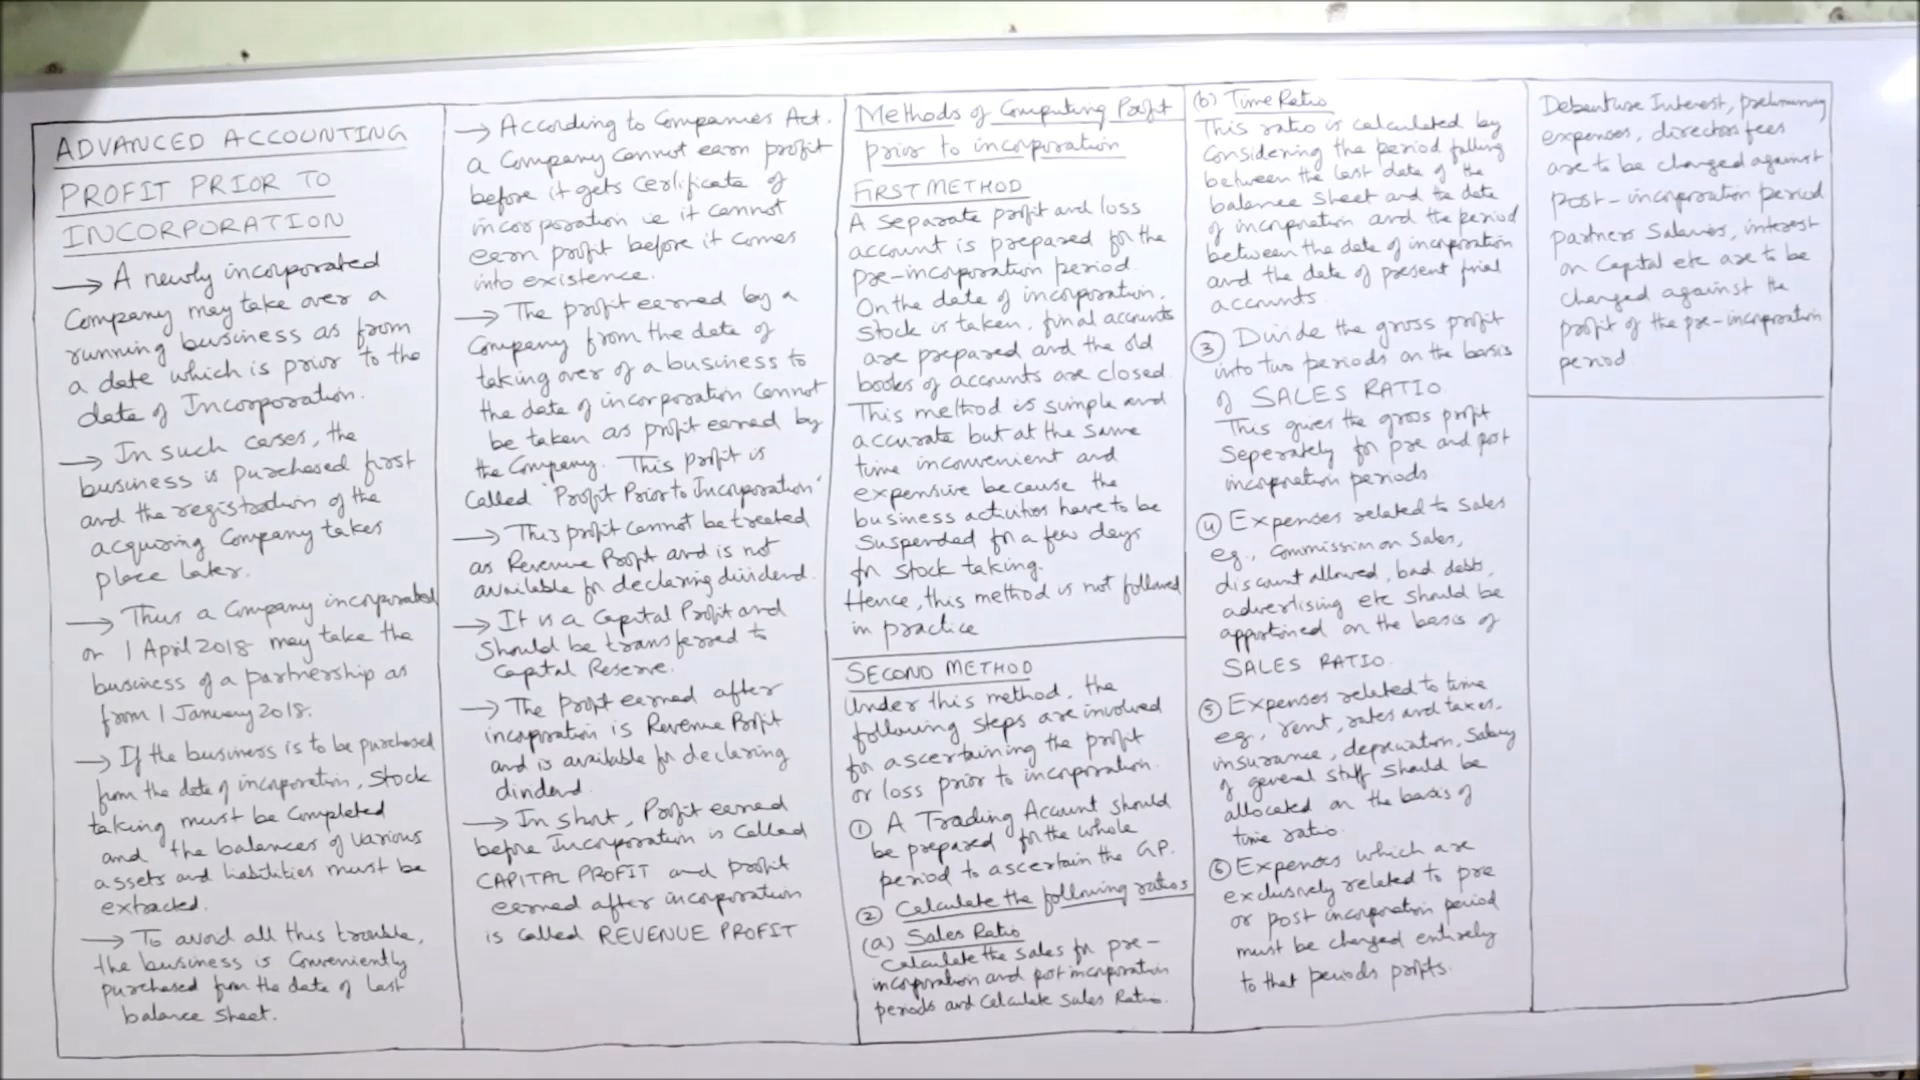 ADVANCED ACCOUNTING
PROFIT PRIOR TO
INCORPORATION
→ A newly incorporated
Company may take over a
running business as from
a date which is prior to the
date of Incorporation.
→ In such cases, the
business is purchased first
and the registration of the
acquiring Company takes
place later.
→ Thus a Company incorporated
on 1 April 2018 may take the
business of a partnership as
from 1 January 2018.
→ If the business is to be purchased
from the date of incorporation, Stock
taking must be Completed
and the balances of various
assets and liabilities must be
extracted.
→ To avoid all this trouble,
the business is Conveniently
purchased from the date of last
balance Sheet.
→ According to Companies Act.
a Company cannot earn profit
before it gets Certificate of
incorporation ie it cannot
earn profit before it comes
into existence.
→ The profit earned by a
Company from the date of
taking over of a business to
the date of incorporation Cannot
be taken as profit earned by
the Company. This Profit is
Called 'Profit Prior to Incorporation'
→ This profit cannot be treated
as Revenue Profit and is not
available for declaring dividend.
→ It is a Capital Profit and
Should be transferred to
Capital Reserve.
→ The profit earned after
incorporation is Revenue Profit
and is available for declaring
dividend.
→ In short, Profit earned
before Incorporation is Called
CAPITAL PROFIT and profit
earned after incorporation
is called REVENUE PROFIT
Methods of Computing Profit
prior to incorporation
FIRST METHOD
A Separate profit and loss
account is prepared for the
pre-incorporation period.
On the date of incorporation,
Stock is taken, final accounts
are prepared and the old
books of accounts are closed.
This method is simple and
accurate but at the same
time inconvenient and
expensive because the
business activities have to be
Suspended for a few days
for stock taking.
Hence, this method is not followed
in practice
SECOND METHOD
Under this method, the
following steps are involved
for ascertaining the profit
or loss prior to incorporation.
① A Trading Account should
be prepared for the whole
period to ascertain the G.P.
② Calculate the following ratios
(a) Sales Ratio
Calculate the sales for pre-
incorporation and post incorporation
periods and Calculate Sales Ratio.
(b) Time Ratio
This ratio is calculated by
Considering the period falling
between the last date of the
balance Sheet and the date
of incorporation and the period
between the date of incorporation
and the date of present final
accounts.
③ Divide the gross profit
into two periods on the basis
of SALES RATIO.
This gives the gross profit
Seperately for pre and post
incorporation periods.
④ Expenses related to Sales
eg., Commission on Sales,
discount allowed, bad debts,
advertising etc should be
apportioned on the basis of
SALES RATIO.
⑤ Expenses related to time
eg., rent, rates and taxes,
insurance, depreciation, Salary
of general staff should be
allocated on the basis of
time ratio.
⑥ Expenses which are
exclusively related to pre
or post incorporation period
must be charged entirely
to that periods profits.
Debenture Interest, preliminary
expenses, directors fees
are to be charged against
post-incorporation period
partners Salaries, interest
on Capital etc are to be
charged against the
profit of the pre-incorporation
period.